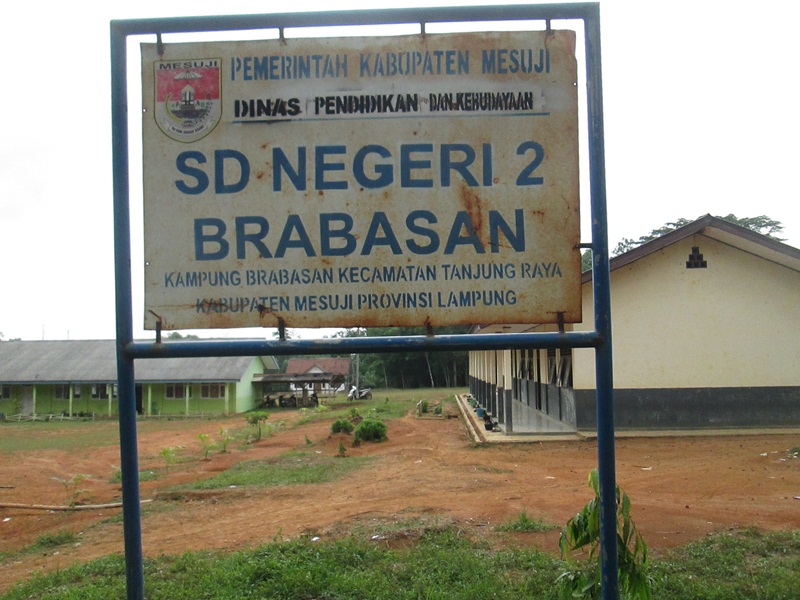 MESUJI
PEMERINTAH KABUPATEN MESUJI
DINAS PENDIDIKAN DAN KEBUDAYAAN
SD NEGERI 2
BRABASAN
KAMPUNG BRABASAN KECAMATAN TANJUNG RAYA
KABUPATEN MESUJI PROVINSI LAMPUNG